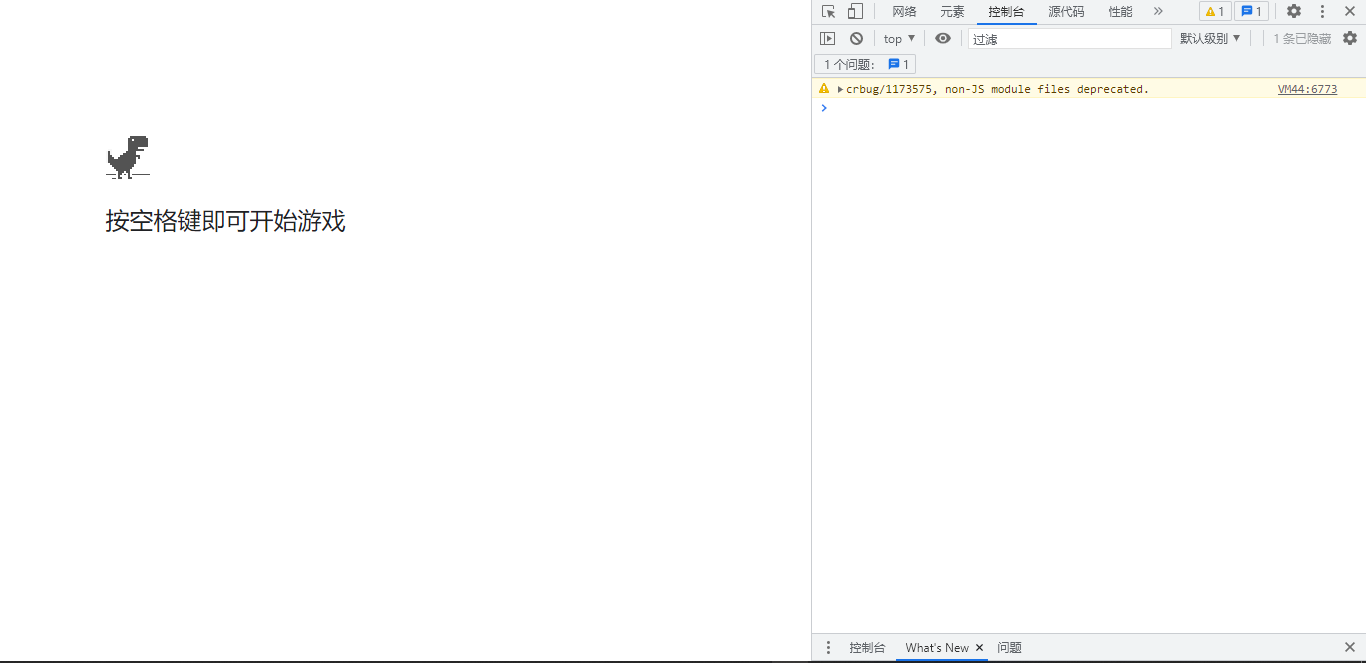 按空格键即可开始游戏
网络 元素 控制台 源代码 性能 » 1 1
top 过滤 默认级别 1 条已隐藏
1 个问题: 1
crbug/1173575, non-JS module files deprecated. VM44:6773
控制台 What's New 问题